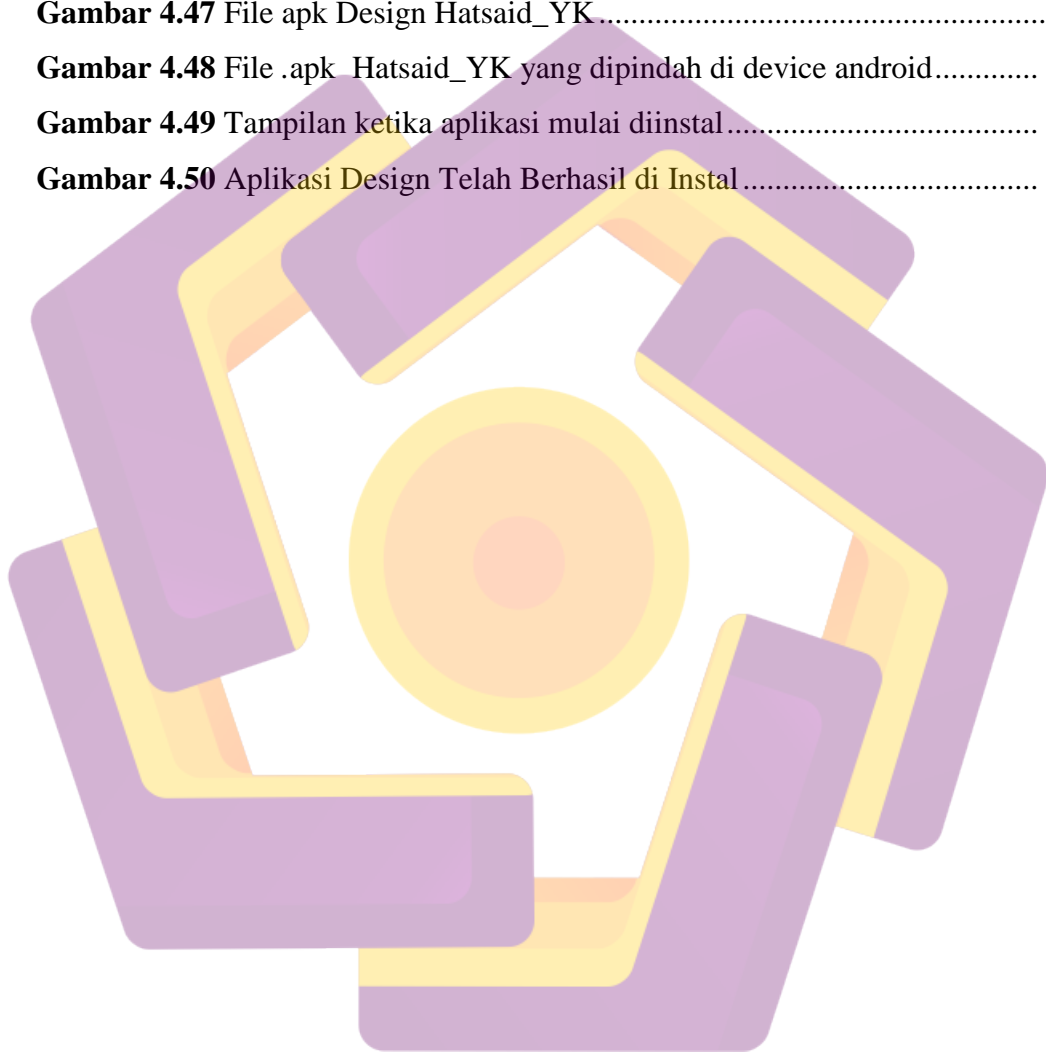 Gambar 4.47 File apk Design Hatsaid_YK..........................................................
Gambar 4.48 File .apk Hatsaid_YK yang dipindah di device android.............
Gambar 4.49 Tampilan ketika aplikasi mulai diinstal.......................................
Gambar 4.50 Aplikasi Design Telah Berhasil di Instal.....................................